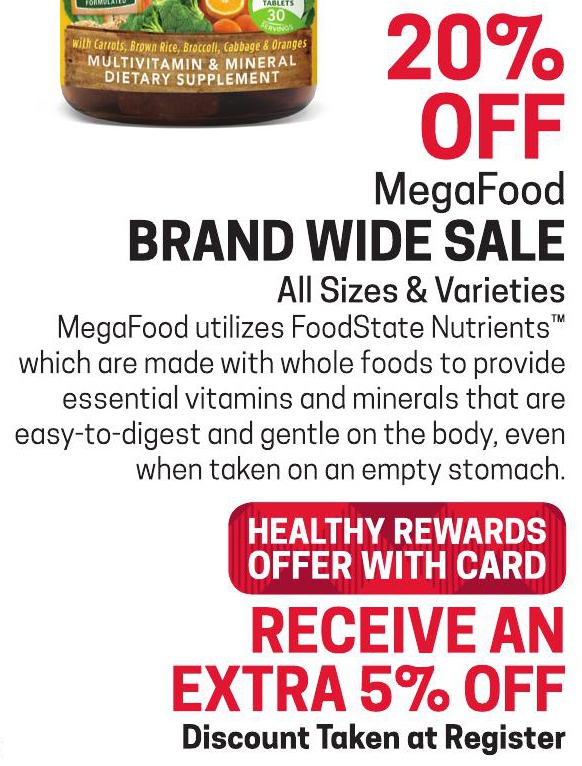 FORMULATED
TABLETS
30
SERVINGS
with Carrots, Brown Rice, Broccoli, Cabbage & Oranges
MULTIVITAMIN & MINERAL
DIETARY SUPPLEMENT
20%
OFF
MegaFood
BRAND WIDE SALE
All Sizes & Varieties
MegaFood utilizes FoodState Nutrients™
which are made with whole foods to provide
essential vitamins and minerals that are
easy-to-digest and gentle on the body, even
when taken on an empty stomach.
HEALTHY REWARDS
OFFER WITH CARD
RECEIVE AN
EXTRA 5% OFF
Discount Taken at Register